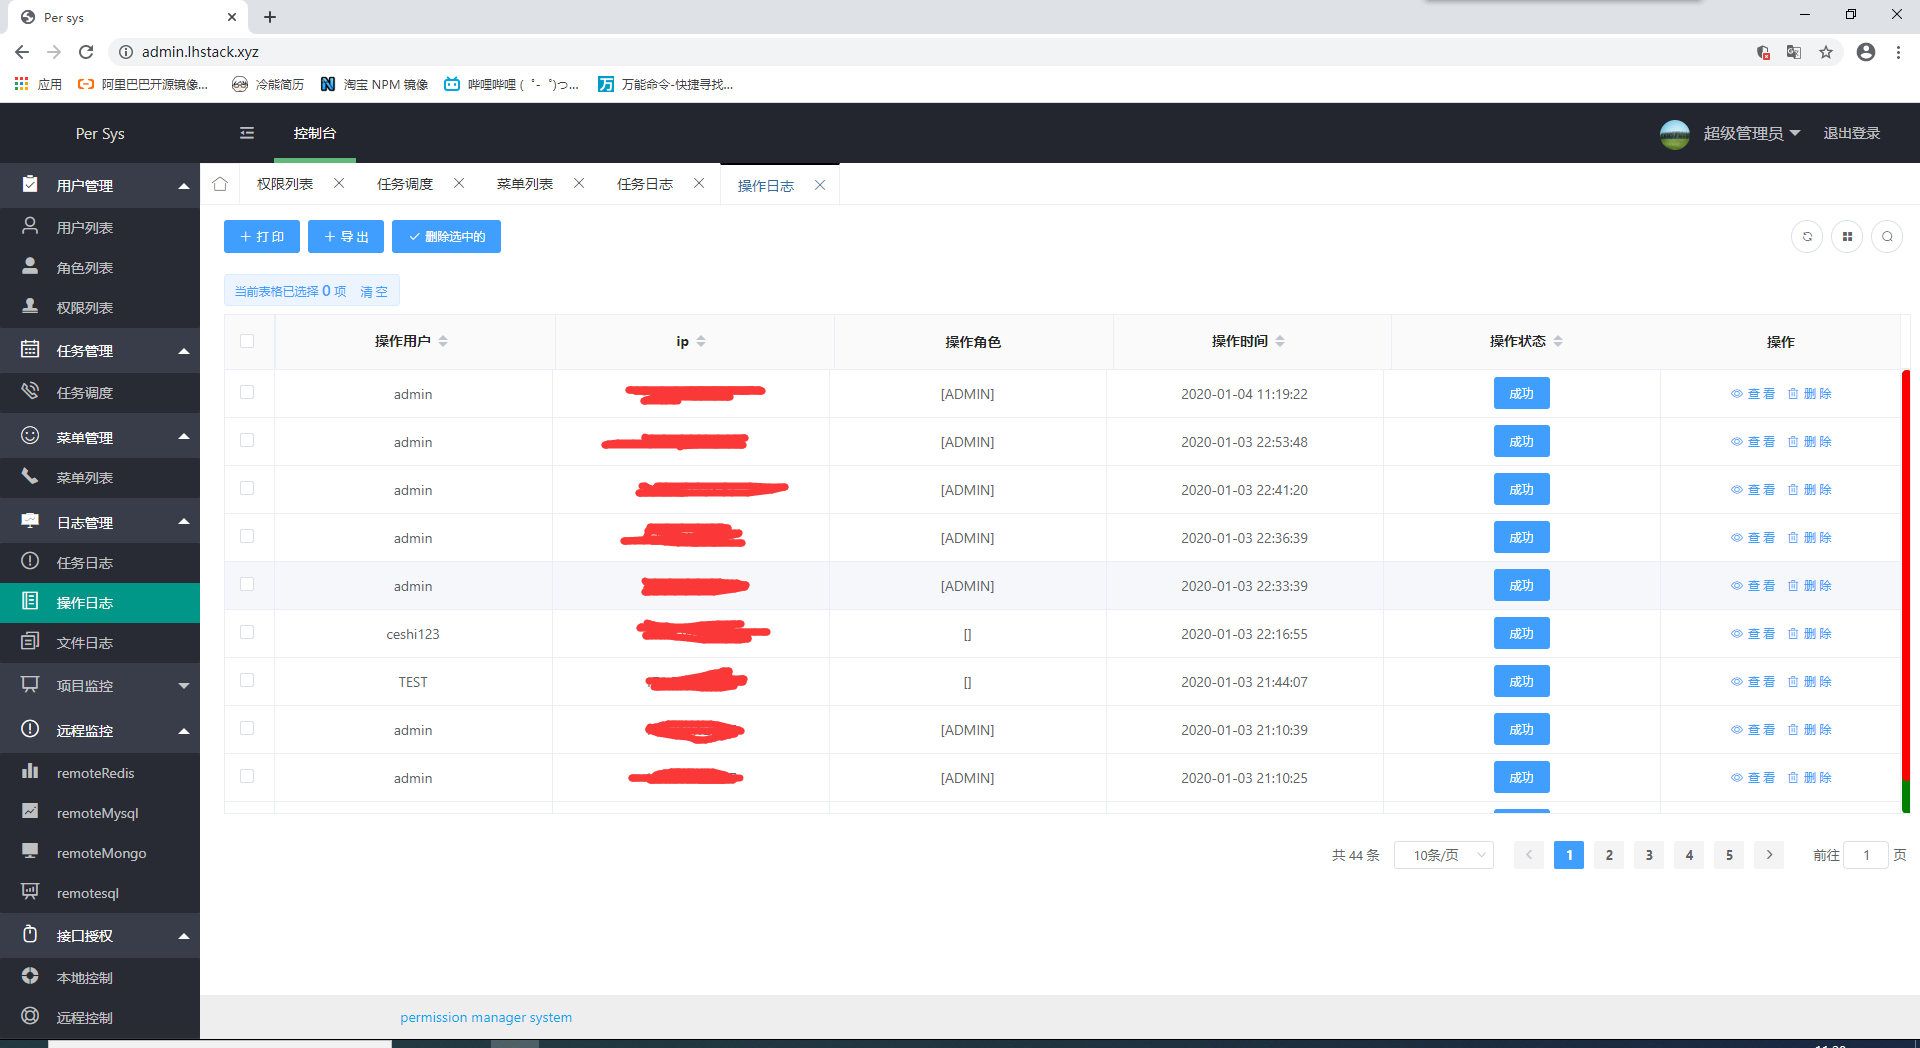 Per sys
admin.lhstack.xyz
应用
阿里巴巴开源镜像...
冷熊简历
淘宝 NPM 镜像
哔哩哔哩 (゜-゜)つ...
万能命令-快捷寻找...
Per Sys
控制台
超级管理员
退出登录
用户管理
用户列表
角色列表
权限列表
任务管理
任务调度
菜单管理
菜单列表
日志管理
任务日志
操作日志
文件日志
项目监控
远程监控
remoteRedis
remoteMysql
remoteMongo
remotesql
接口授权
本地控制
远程控制
权限列表 任务调度 菜单列表 任务日志 操作日志
打印 导出 删除选中的
当前表格已选择 0 项 清空
操作用户 ip 操作角色 操作时间 操作状态 操作
admin [ADMIN] 2020-01-04 11:19:22 成功 查看 删除
admin [ADMIN] 2020-01-03 22:53:48 成功 查看 删除
admin [ADMIN] 2020-01-03 22:41:20 成功 查看 删除
admin [ADMIN] 2020-01-03 22:36:39 成功 查看 删除
admin [ADMIN] 2020-01-03 22:33:39 成功 查看 删除
ceshi123 [] 2020-01-03 22:16:55 成功 查看 删除
TEST [] 2020-01-03 21:44:07 成功 查看 删除
admin [ADMIN] 2020-01-03 21:10:39 成功 查看 删除
admin [ADMIN] 2020-01-03 21:10:25 成功 查看 删除
共 44 条 10条/页 1 2 3 4 5 前往 1 页
permission manager system